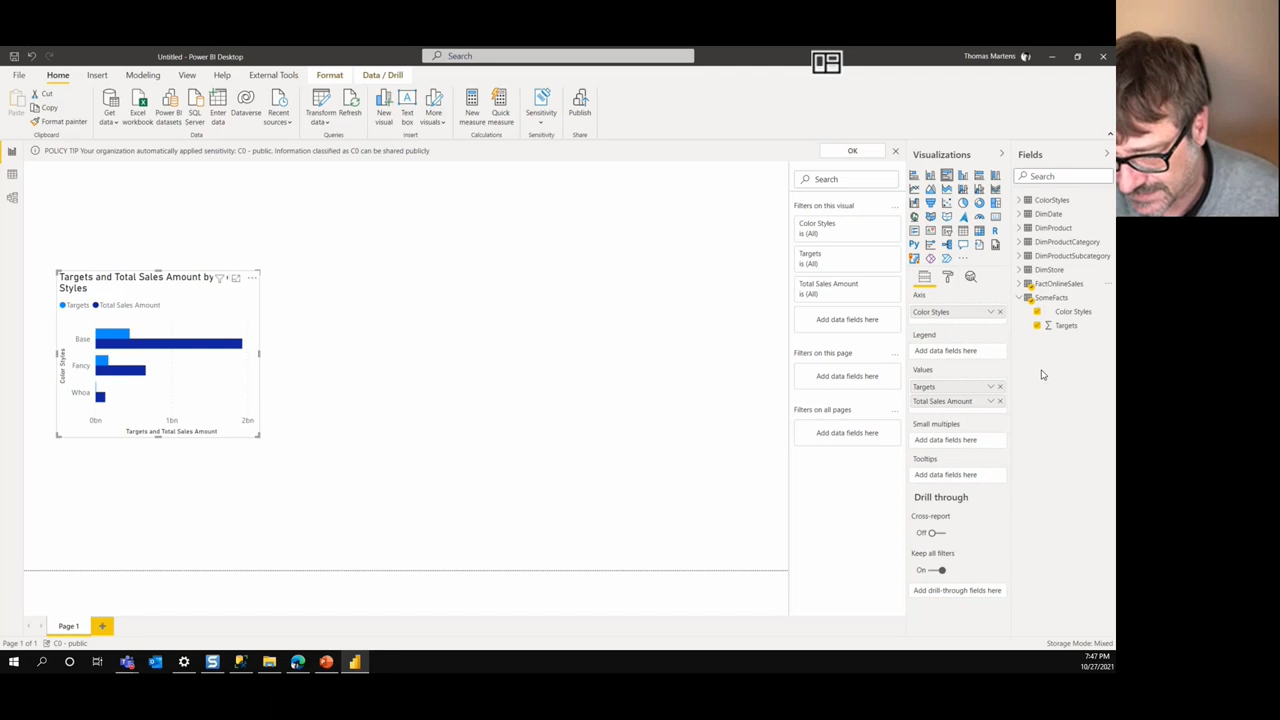 Untitled - Power BI Desktop
Search
Thomas Martens
File
Home
Insert
Modeling
View
Help
External Tools
Format
Data / Drill
Paste
Cut
Copy
Format painter
Clipboard
Get data
Excel workbook
Power BI datasets
SQL Server
Enter data
Dataverse
Recent sources
Data
Transform data
Refresh
Queries
New visual
Text box
More visuals
Insert
New measure
Quick measure
Calculations
Sensitivity
Sensitivity
Publish
Share
POLICY TIP Your organization automatically applied sensitivity: C0 - public. Information classified as C0 can be shared publicly
OK
Targets and Total Sales Amount by
Styles
Targets
Total Sales Amount
Color Styles
Base
Fancy
Whoa
0bn
1bn
2bn
Targets and Total Sales Amount
Search
Filters on this visual
Color Styles
is (All)
Targets
is (All)
Total Sales Amount
is (All)
Add data fields here
Filters on this page
Add data fields here
Filters on all pages
Add data fields here
Visualizations
R
Py
Axis
Color Styles
Legend
Add data fields here
Values
Targets
Total Sales Amount
Small multiples
Add data fields here
Tooltips
Add data fields here
Drill through
Cross-report
Off
Keep all filters
On
Add drill-through fields here
Fields
Search
ColorStyles
DimDate
DimProduct
DimProductCategory
DimProductSubcategory
DimStore
FactOnlineSales
SomeFacts
Color Styles
Σ Targets
Page 1
Page 1 of 1
C0 - public
Storage Mode: Mixed
7:47 PM
10/27/2021